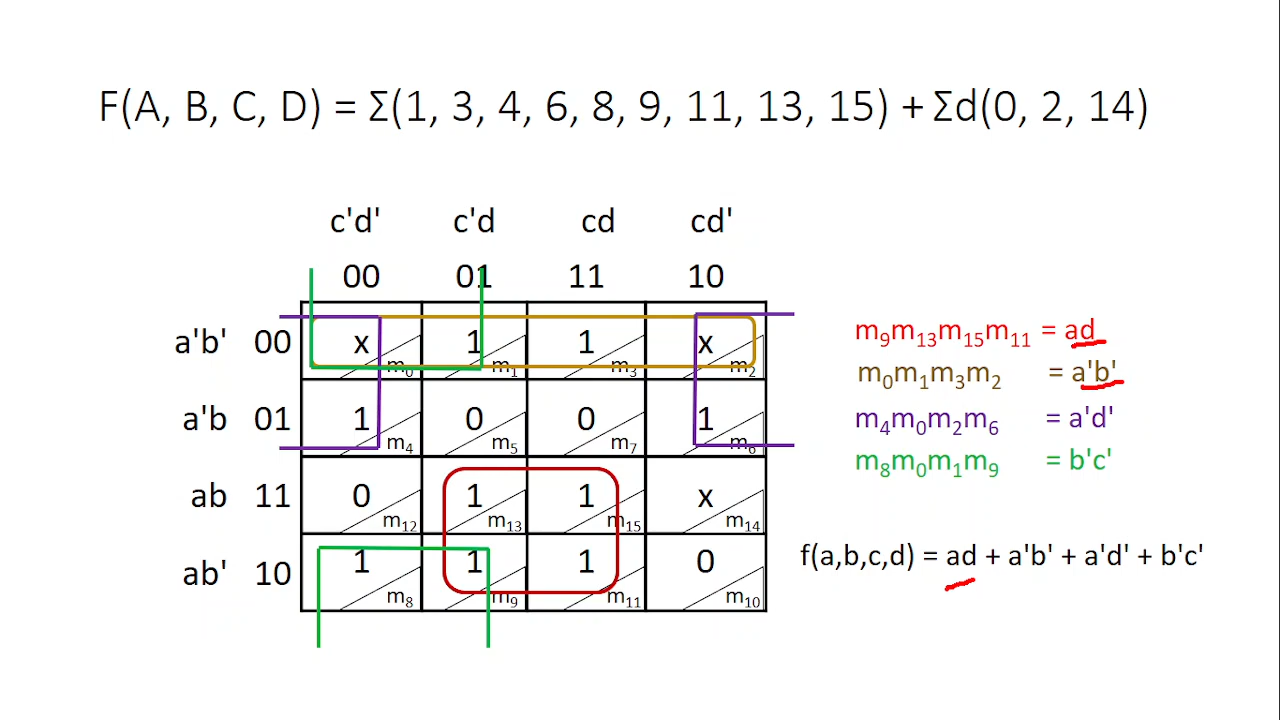 F(A, B, C, D) = Σ(1, 3, 4, 6, 8, 9, 11, 13, 15) + Σd(0, 2, 14)
c'd' c'd cd cd'
00 01 11 10
a'b' 00 x m₀ 1 m₁ 1 m₃ x m₂
a'b 01 1 m₄ 0 m₅ 0 m₇ 1 m₆
ab 11 0 m₁₂ 1 m₁₃ 1 m₁₅ x m₁₄
ab' 10 1 m₈ 1 m₉ 1 m₁₁ 0 m₁₀
m₉m₁₃m₁₅m₁₁ = ad
m₀m₁m₃m₂ = a'b'
m₄m₀m₂m₆ = a'd'
m₈m₀m₁m₉ = b'c'
f(a,b,c,d) = ad + a'b' + a'd' + b'c'